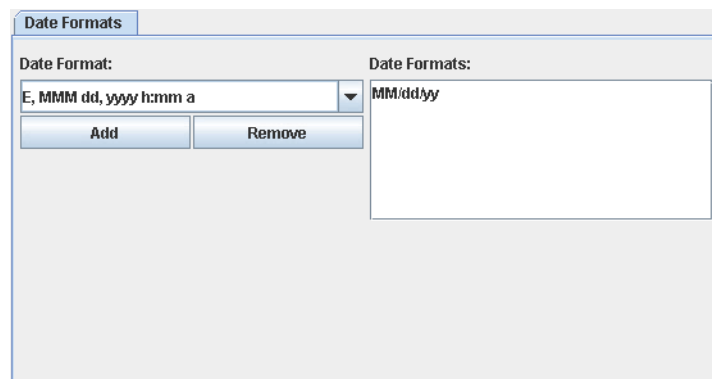 Date Formats
Date Format:
E, MMM dd, yyyy h:mm a
Add
Remove
Date Formats:
MM/dd/yy